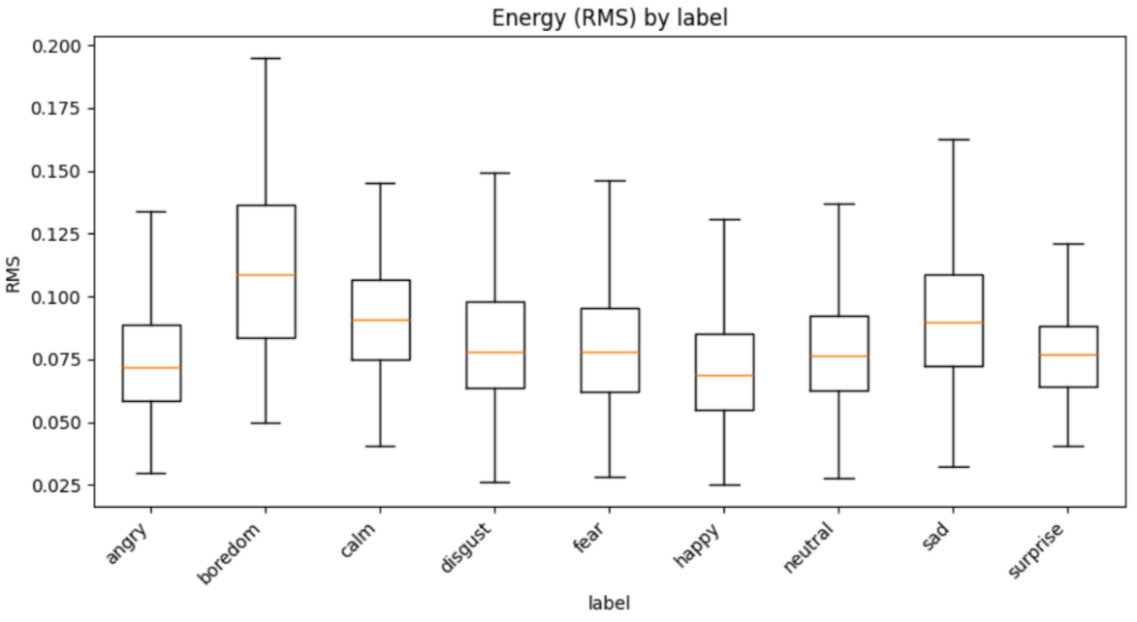 Energy (RMS) by label
0.200
0.175
0.150
0.125
0.100
0.075
0.050
0.025
RMS
angry
boredom
calm
disgust
fear
happy
neutral
sad
surprise
label